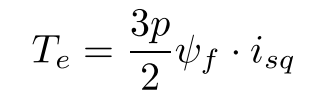 $T_e = \frac{3p}{2} \psi_f \cdot i_{sq}$